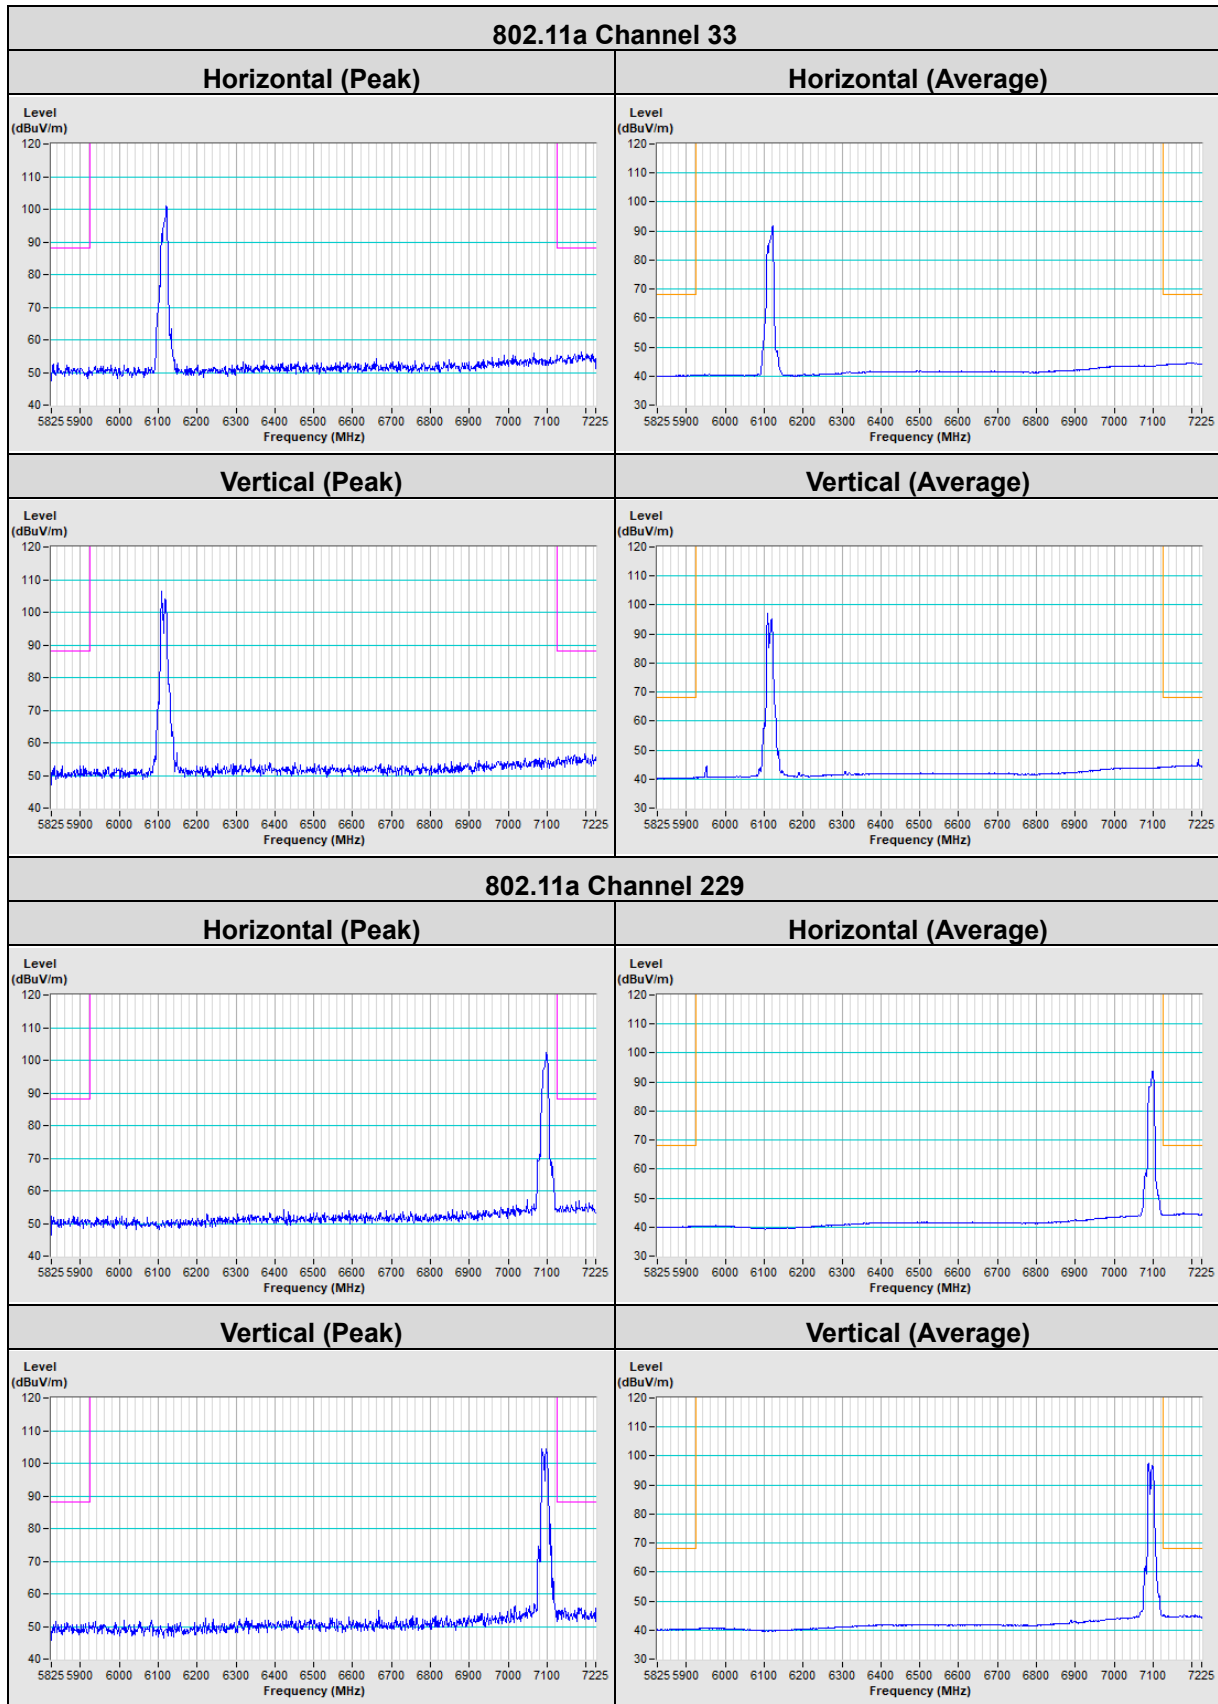 802.11a Channel 33
Horizontal (Peak)
Horizontal (Average)
Level
(dBuV/m)
120
110
100
90
80
70
60
50
40
5825 5900 6000 6100 6200 6300 6400 6500 6600 6700 6800 6900 7000 7100 7225
Frequency (MHz)
Level
(dBuV/m)
120
110
100
90
80
70
60
50
40
30
5825 5900 6000 6100 6200 6300 6400 6500 6600 6700 6800 6900 7000 7100 7225
Frequency (MHz)
Vertical (Peak)
Vertical (Average)
Level
(dBuV/m)
120
110
100
90
80
70
60
50
40
5825 5900 6000 6100 6200 6300 6400 6500 6600 6700 6800 6900 7000 7100 7225
Frequency (MHz)
Level
(dBuV/m)
120
110
100
90
80
70
60
50
40
30
5825 5900 6000 6100 6200 6300 6400 6500 6600 6700 6800 6900 7000 7100 7225
Frequency (MHz)
802.11a Channel 229
Horizontal (Peak)
Horizontal (Average)
Level
(dBuV/m)
120
110
100
90
80
70
60
50
40
5825 5900 6000 6100 6200 6300 6400 6500 6600 6700 6800 6900 7000 7100 7225
Frequency (MHz)
Level
(dBuV/m)
120
110
100
90
80
70
60
50
40
30
5825 5900 6000 6100 6200 6300 6400 6500 6600 6700 6800 6900 7000 7100 7225
Frequency (MHz)
Vertical (Peak)
Vertical (Average)
Level
(dBuV/m)
120
110
100
90
80
70
60
50
40
5825 5900 6000 6100 6200 6300 6400 6500 6600 6700 6800 6900 7000 7100 7225
Frequency (MHz)
Level
(dBuV/m)
120
110
100
90
80
70
60
50
40
30
5825 5900 6000 6100 6200 6300 6400 6500 6600 6700 6800 6900 7000 7100 7225
Frequency (MHz)